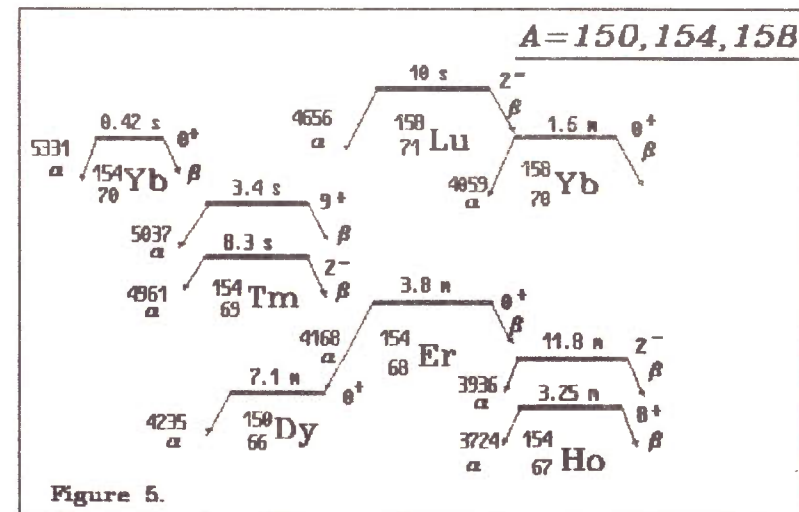 A=150,154,158
10 s 2-
4656 α 158 71 Lu β
0.42 s 0+
5331 α 154 70 Yb β
1.6 m 0+
4059 α 158 70 Yb β
3.4 s 9+
5037 α β
8.3 s 2-
4961 α 154 69 Tm β
3.8 m 0+
4168 α 154 68 Er β
11.8 m 2-
3936 α β
7.1 m 0+
4235 α 150 66 Dy
3.25 m 8+
3724 α 154 67 Ho β
Figure 5.